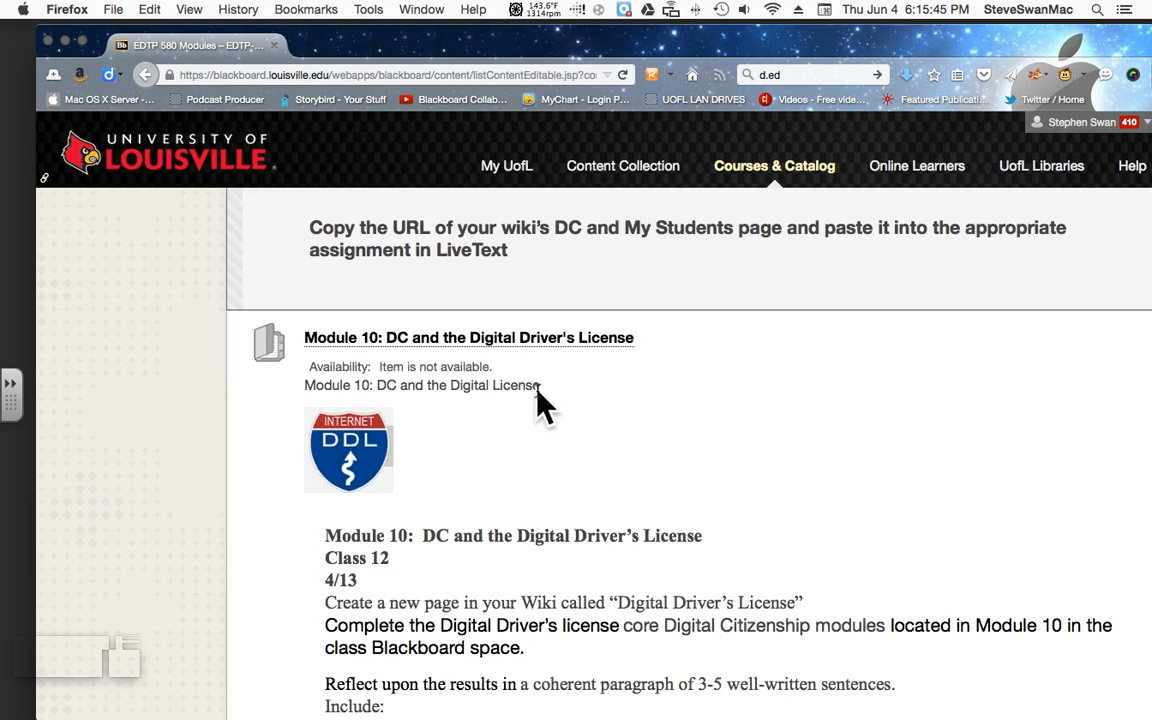 Firefox File Edit View History Bookmarks Tools Window Help 143.6°F 1314rpm Thu Jun 4 6:15:45 PM SteveSwanMac
Bb EDTP 580 Modules – EDTP-...
https://blackboard.louisville.edu/webapps/blackboard/content/listContentEditable.jsp?co d.ed
Mac OS X Server -... Podcast Producer Storybird - Your Stuff Blackboard Collab... MyChart - Login P... UOFL LAN DRIVES Videos - Free vide... Featured Publicati... Twitter / Home
Stephen Swan 410
UNIVERSITY OF
LOUISVILLE.
My UofL Content Collection Courses & Catalog Online Learners UofL Libraries Help
Copy the URL of your wiki's DC and My Students page and paste it into the appropriate
assignment in LiveText
Module 10: DC and the Digital Driver's License
Availability: Item is not available.
Module 10: DC and the Digital License
INTERNET
DDL
Module 10: DC and the Digital Driver’s License
Class 12
4/13
Create a new page in your Wiki called “Digital Driver’s License”
Complete the Digital Driver’s license core Digital Citizenship modules located in Module 10 in the
class Blackboard space.
Reflect upon the results in a coherent paragraph of 3-5 well-written sentences.
Include: